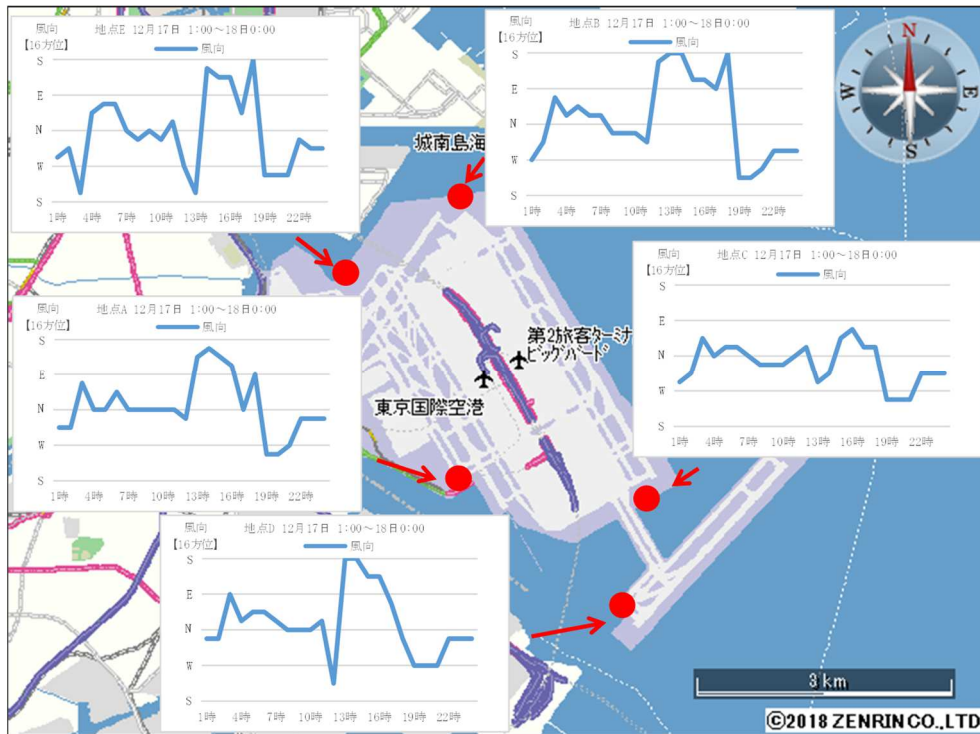 風向
【16方位】
地点E 12月17日 1:00～18日0:00
風向
S
E
N
W
S
1時 4時 7時 10時 13時 16時 19時 22時
風向
【16方位】
地点B 12月17日 1:00～18日0:00
風向
S
E
N
W
S
1時 4時 7時 10時 13時 16時 19時 22時
N
W
E
S
城南島海
風向
【16方位】
地点C 12月17日 1:00～18日0:00
風向
S
E
N
W
S
1時 4時 7時 10時 13時 16時 19時 22時
風向
【16方位】
地点A 12月17日 1:00～18日0:00
風向
S
E
N
W
S
1時 4時 7時 10時 13時 16時 19時 22時
第2旅客ターミナ
ビッグバード
東京国際空港
風向
【16方位】
地点D 12月17日 1:00～18日0:00
風向
S
E
N
W
S
1時 4時 7時 10時 13時 16時 19時 22時
3 km
©2018 ZENRIN CO.,LTD